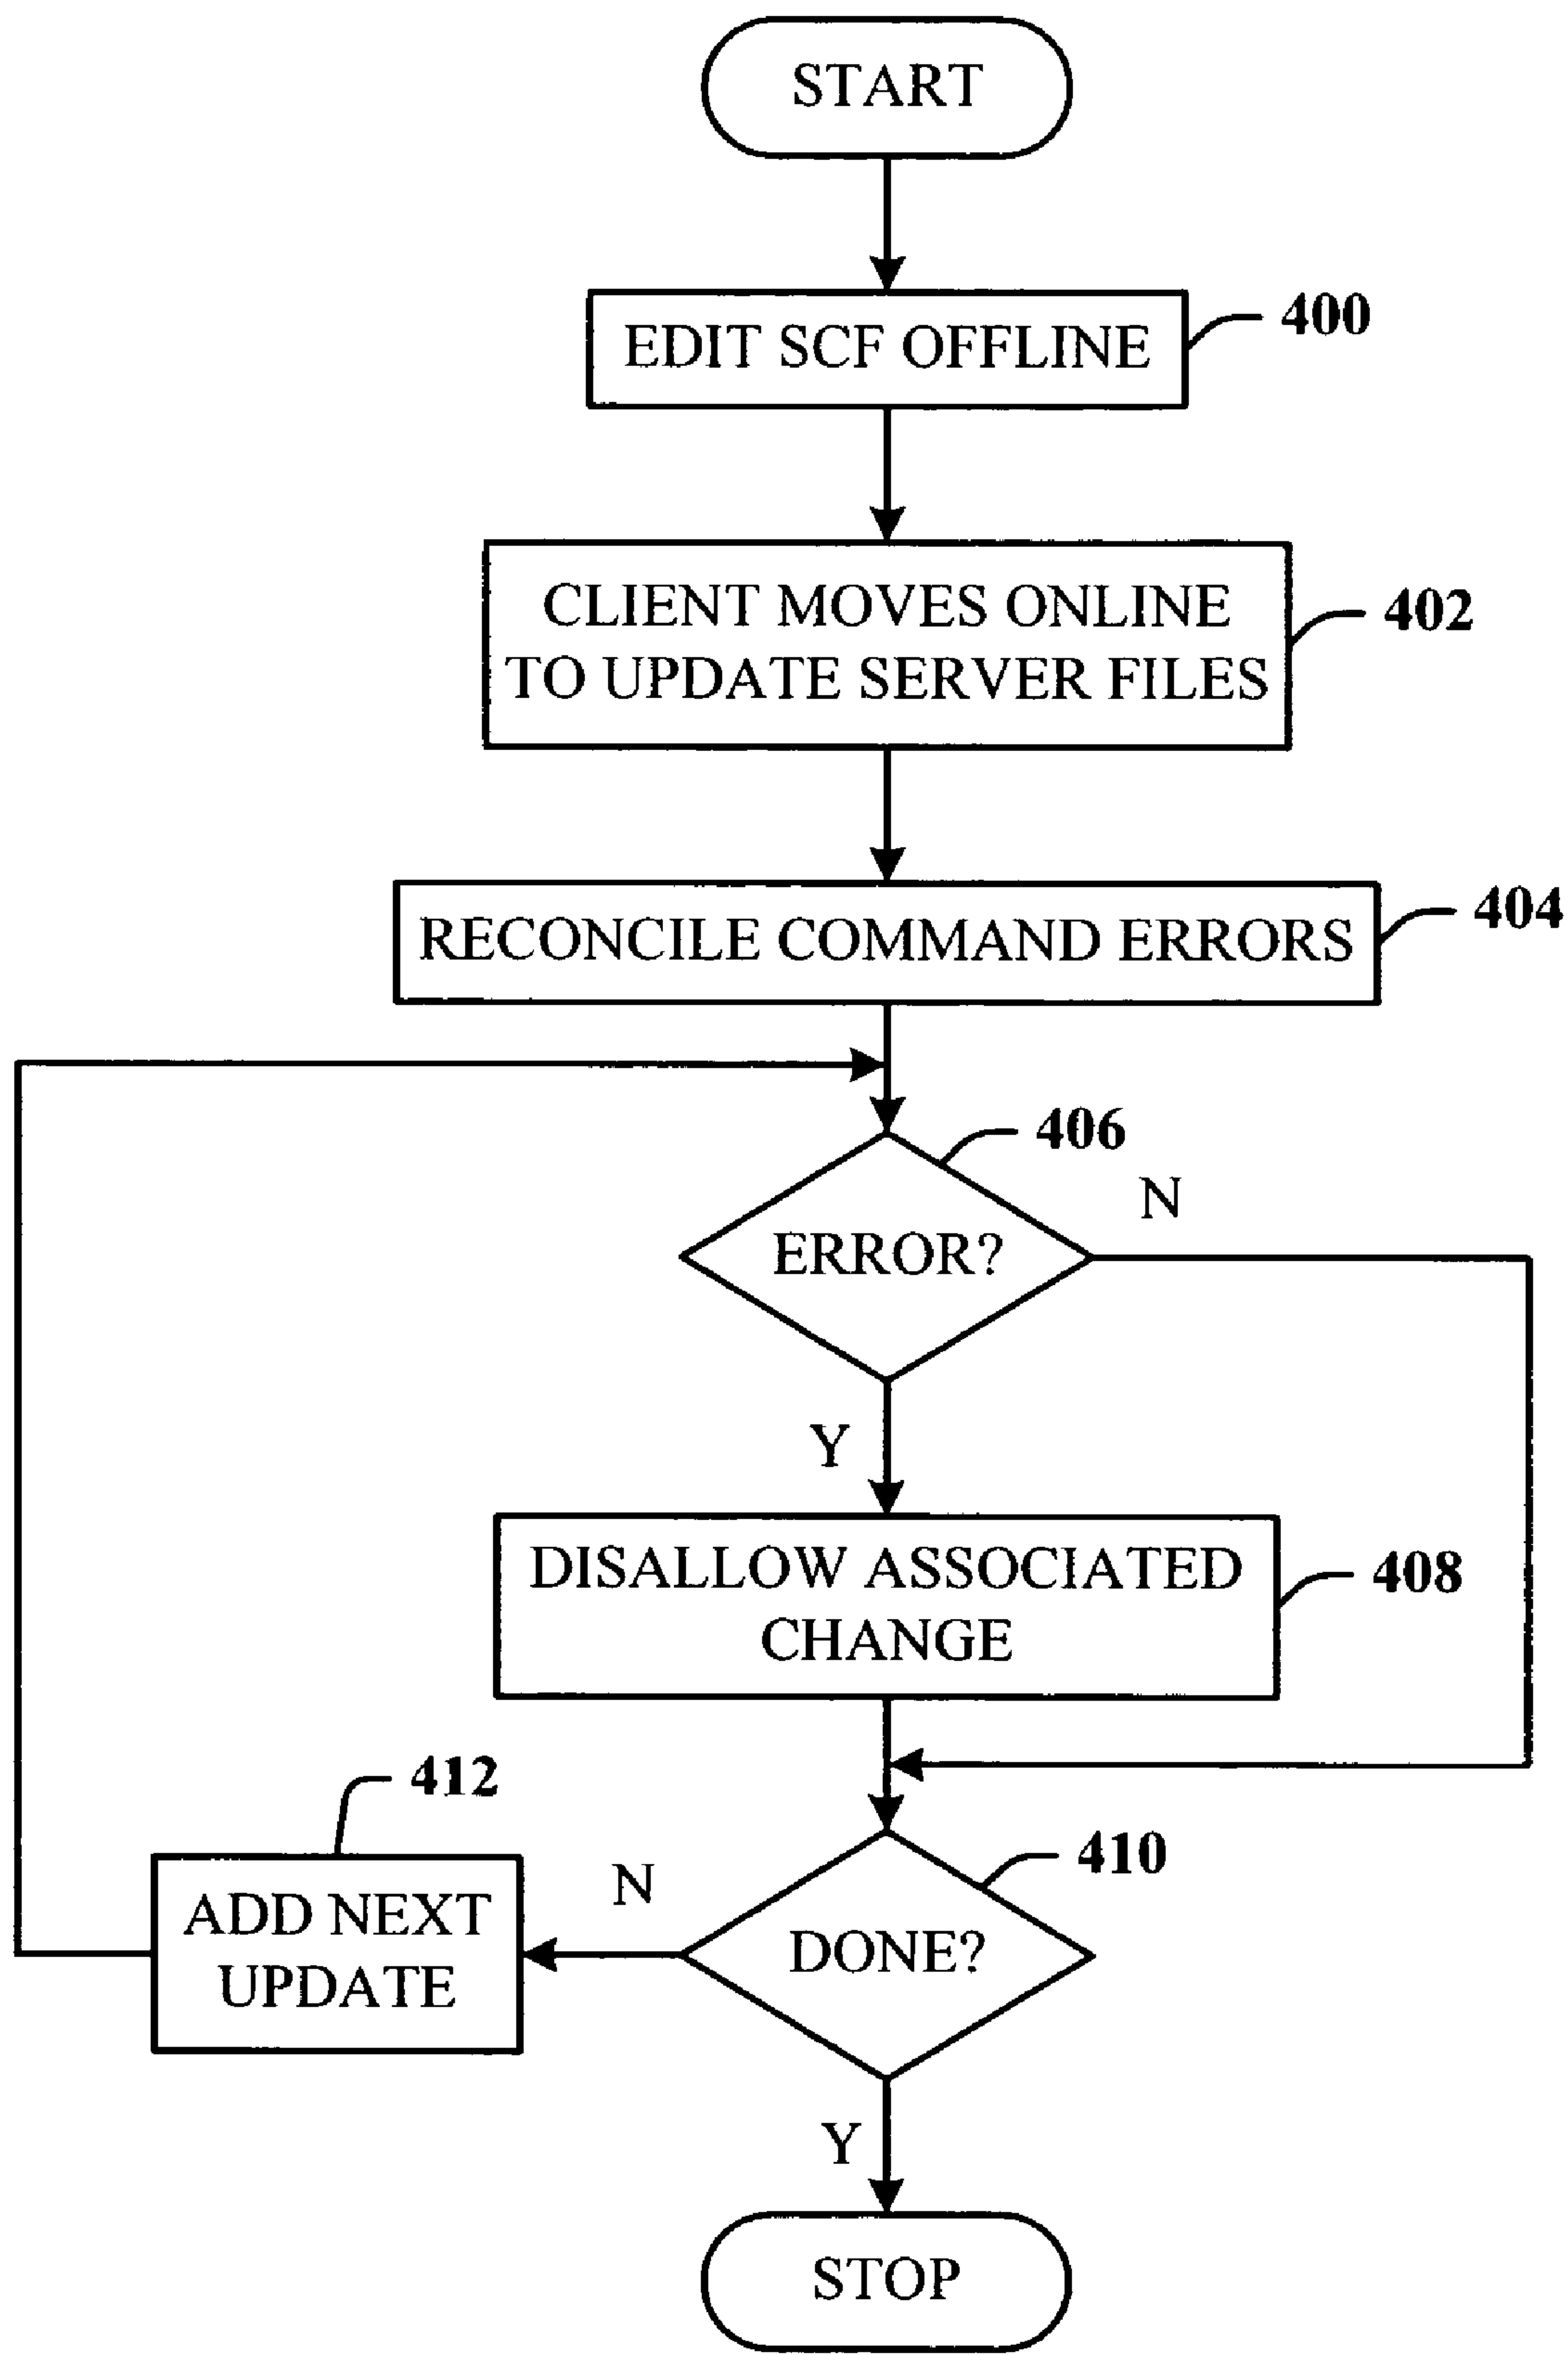 START
EDIT SCF OFFLINE
400
CLIENT MOVES ONLINE
TO UPDATE SERVER FILES
402
RECONCILE COMMAND ERRORS
404
406
N
ERROR?
Y
DISALLOW ASSOCIATED
CHANGE
408
412
410
N
ADD NEXT
UPDATE
DONE?
Y
STOP